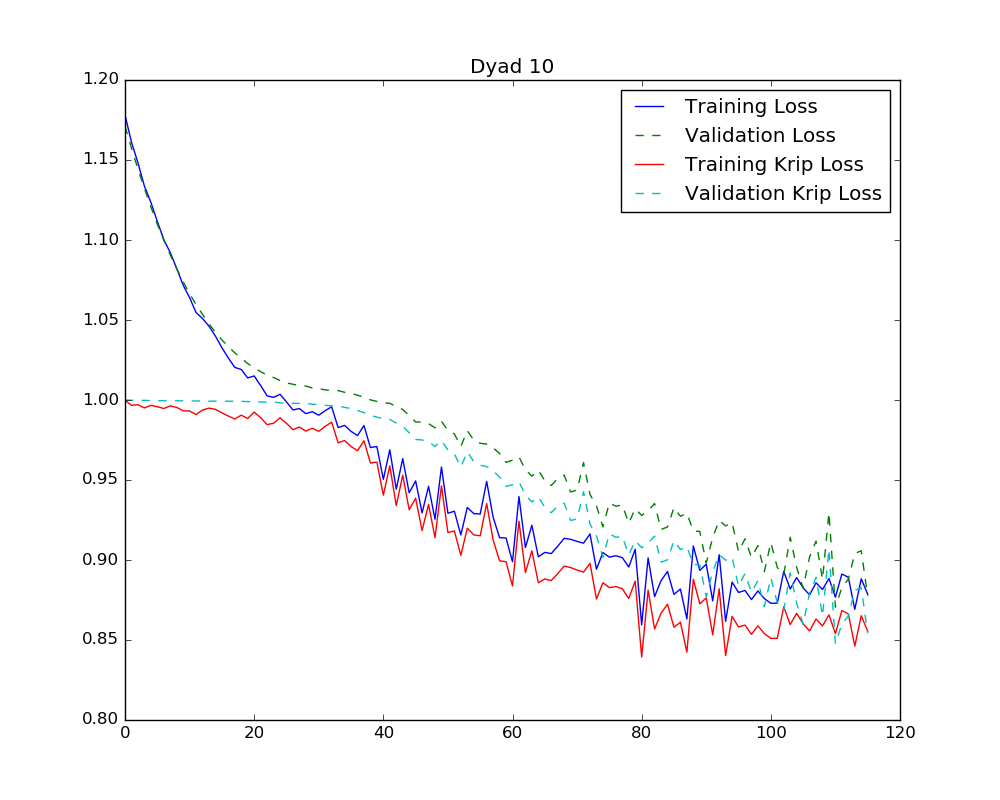 Dyad 10
1.20
1.15
1.10
1.05
1.00
0.95
0.90
0.85
0.80
0 20 40 60 80 100 120
Training Loss
Validation Loss
Training Krip Loss
Validation Krip Loss